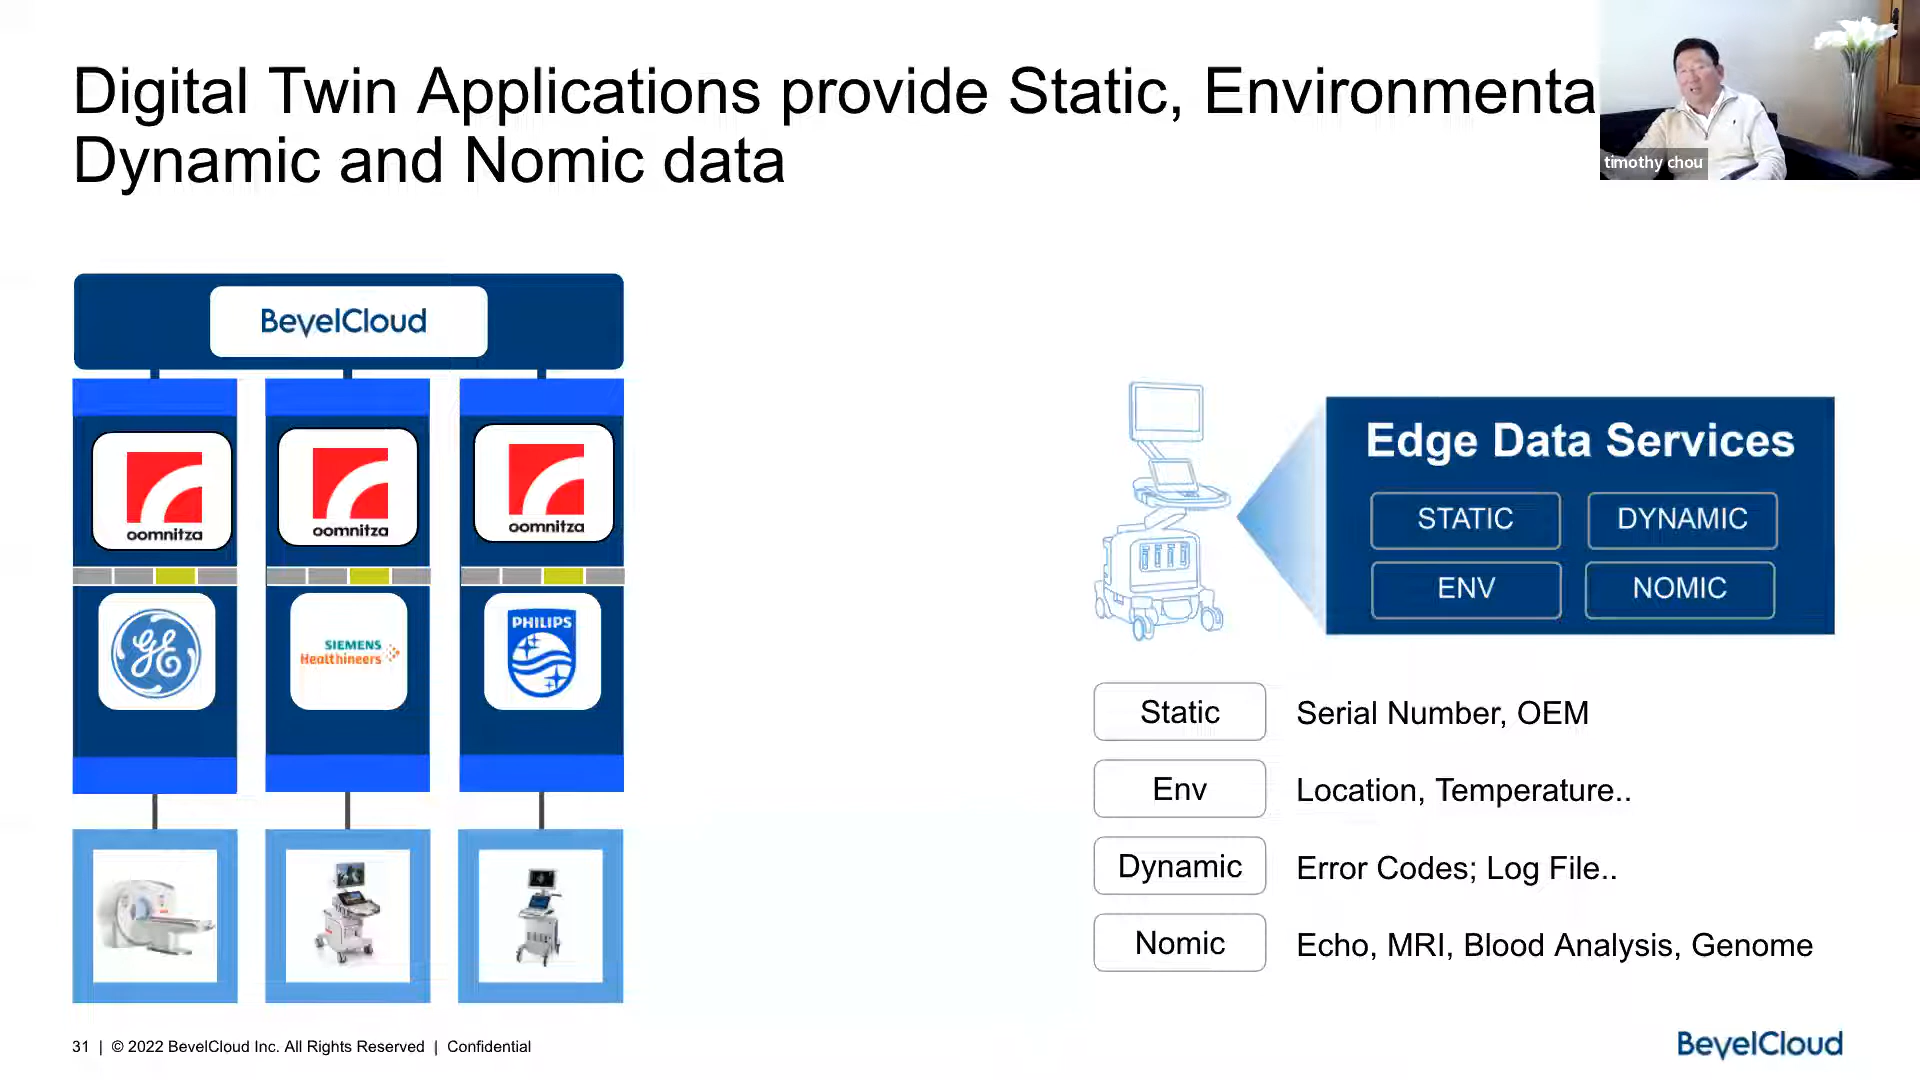 Digital Twin Applications provide Static, Environmenta
Dynamic and Nomic data
timothy chou
BevelCloud
oomnitza
oomnitza
oomnitza
GE
SIEMENS
Healthineers
PHILIPS
Edge Data Services
STATIC
DYNAMIC
ENV
NOMIC
Static
Serial Number, OEM
Env
Location, Temperature..
Dynamic
Error Codes; Log File..
Nomic
Echo, MRI, Blood Analysis, Genome
31 | © 2022 BevelCloud Inc. All Rights Reserved | Confidential
BevelCloud